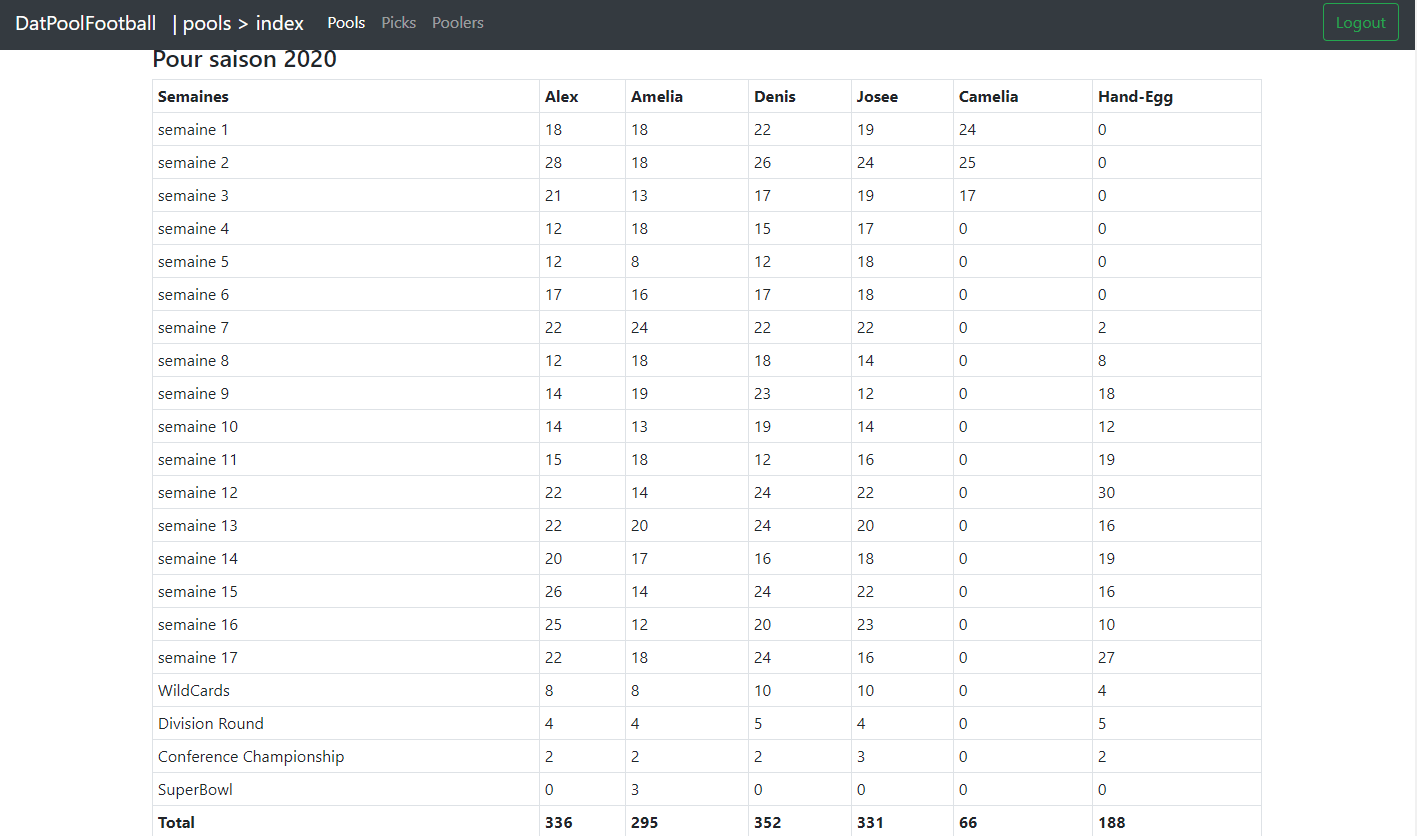 DatPoolFootball | pools > index Pools Picks Poolers Logout
Pour saison 2020
Semaines Alex Amelia Denis Josee Camelia Hand-Egg
semaine 1 18 18 22 19 24 0
semaine 2 28 18 26 24 25 0
semaine 3 21 13 17 19 17 0
semaine 4 12 18 15 17 0 0
semaine 5 12 8 12 18 0 0
semaine 6 17 16 17 18 0 0
semaine 7 22 24 22 22 0 2
semaine 8 12 18 18 14 0 8
semaine 9 14 19 23 12 0 18
semaine 10 14 13 19 14 0 12
semaine 11 15 18 12 16 0 19
semaine 12 22 14 24 22 0 30
semaine 13 22 20 24 20 0 16
semaine 14 20 17 16 18 0 19
semaine 15 26 14 24 22 0 16
semaine 16 25 12 20 23 0 10
semaine 17 22 18 24 16 0 27
WildCards 8 8 10 10 0 4
Division Round 4 4 5 4 0 5
Conference Championship 2 2 2 3 0 2
SuperBowl 0 3 0 0 0 0
Total 336 295 352 331 66 188